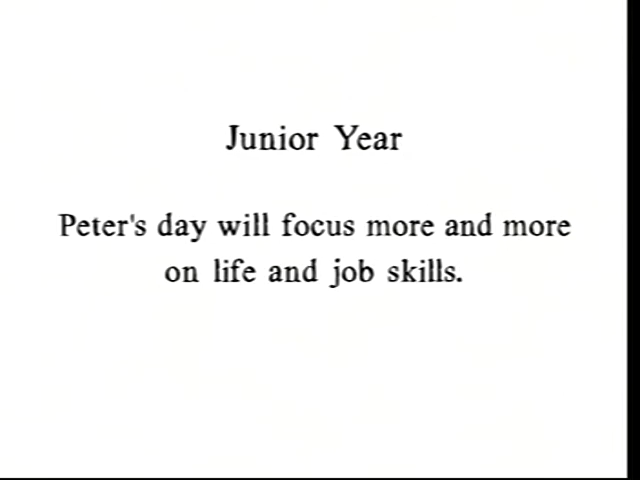 Junior Year
Peter's day will focus more and more
on life and job skills.